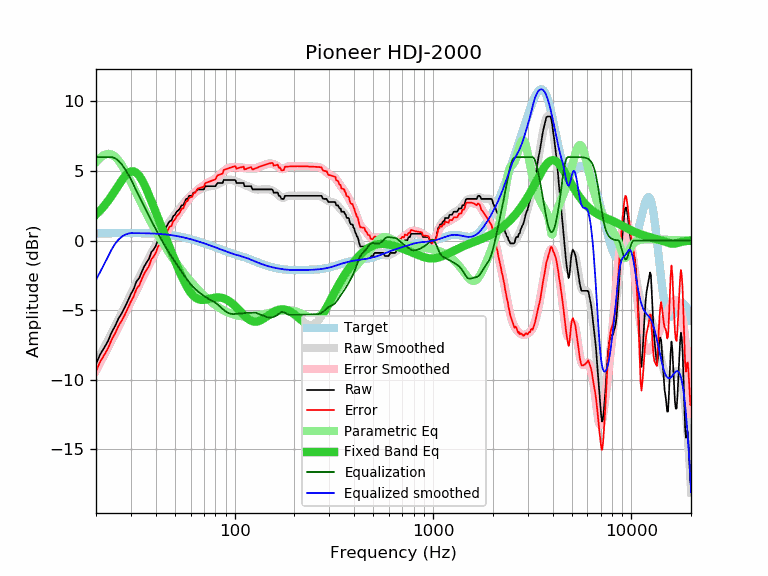 Pioneer HDJ-2000
Amplitude (dBr)
10
5
0
−5
−10
−15
Target
Raw Smoothed
Error Smoothed
Raw
Error
Parametric Eq
Fixed Band Eq
Equalization
Equalized smoothed
100
1000
10000
Frequency (Hz)